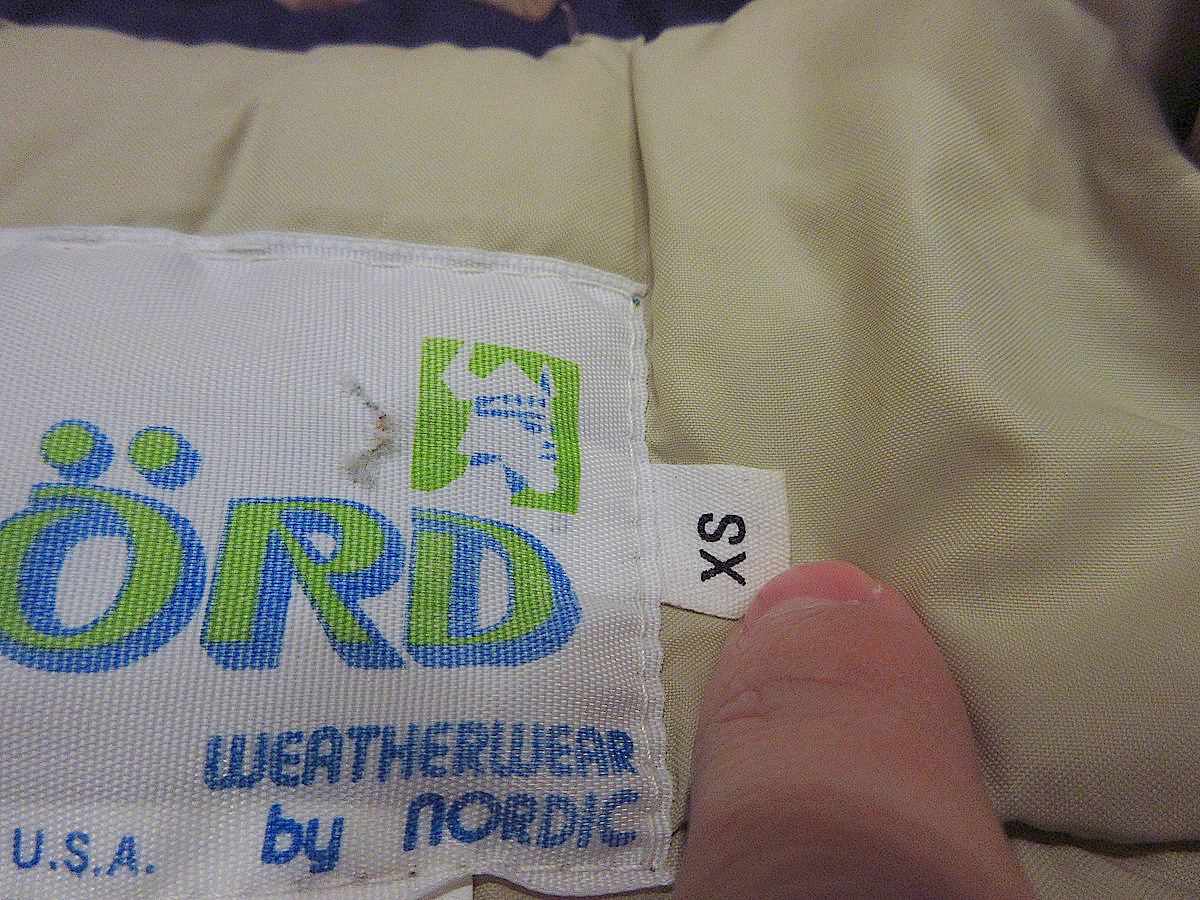 ÖRD
XS
WEATHERWEAR
by NORDIC
U.S.A.